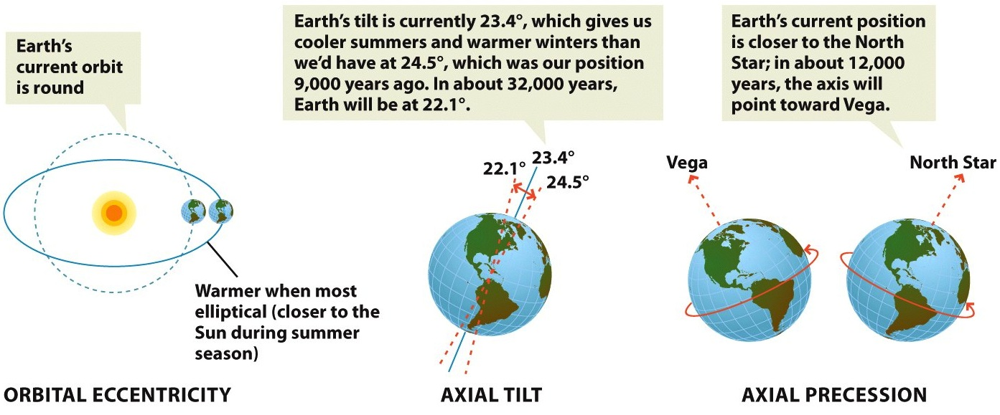 Earth's
current orbit
is round
Warmer when most
elliptical (closer to the
Sun during summer
season)
ORBITAL ECCENTRICITY
Earth's tilt is currently 23.4°, which gives us
cooler summers and warmer winters than
we'd have at 24.5°, which was our position
9,000 years ago. In about 32,000 years,
Earth will be at 22.1°.
23.4°
22.1°
24.5°
AXIAL TILT
Earth's current position
is closer to the North
Star; in about 12,000
years, the axis will
point toward Vega.
Vega
North Star
AXIAL PRECESSION